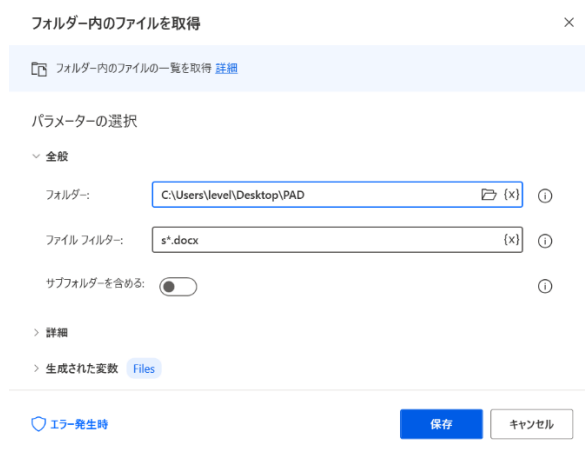 フォルダー内のファイルを取得
フォルダー内のファイルの一覧を取得 詳細
パラメーターの選択
全般
フォルダー: C:\Users\level\Desktop\PAD {x}
ファイル フィルター: s*.docx {x}
サブフォルダーを含める:
詳細
生成された変数 Files
エラー発生時 保存 キャンセル